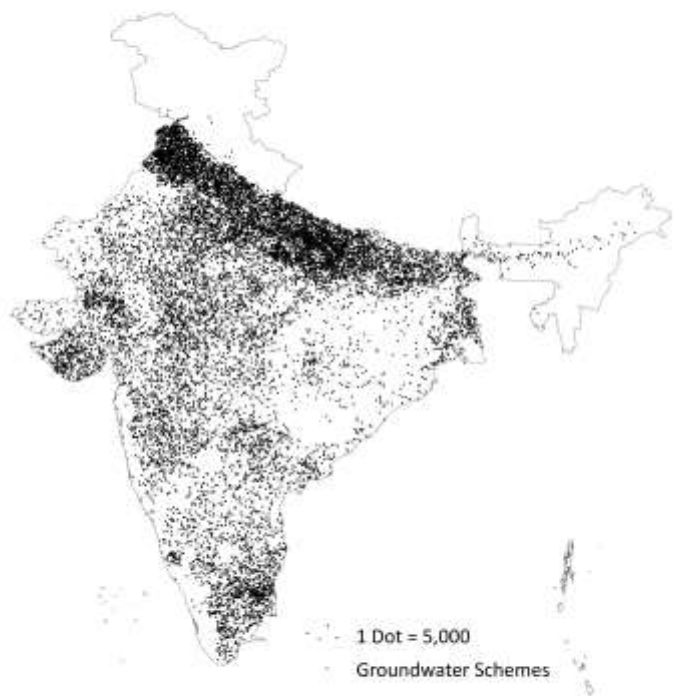 1 Dot = 5,000
Groundwater Schemes